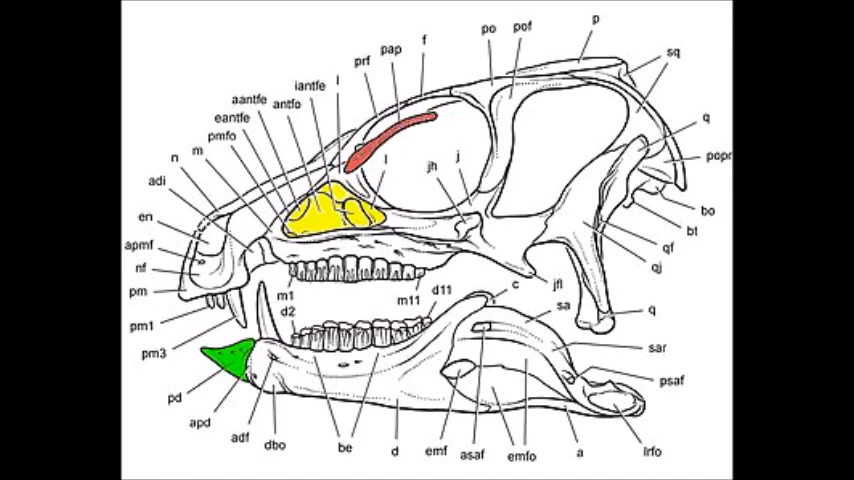 p
po
pof
f
sq
pap
prf
l
iantfe
aantfe
antfo
eantfe
q
pmfo
m
popr
n
l
jh
j
adi
bo
en
bt
apmf
qf
nf
qj
pm
m1
m11
d11
c
jfl
d2
sa
q
pm1
pm3
sar
psaf
pd
apd
adf
dbo
be
d
emf
asaf
emfo
a
lrfo